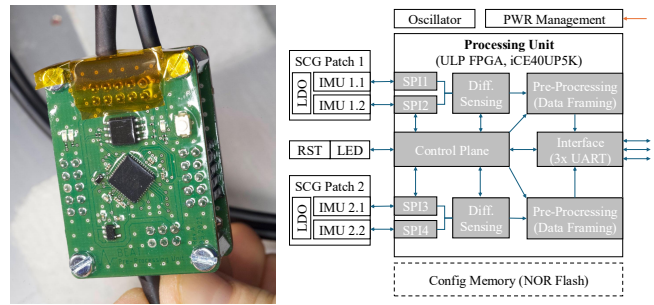 Oscillator
PWR Management
Processing Unit
(ULP FPGA, iCE40UP5K)
SCG Patch 1
LDO
IMU 1.1
IMU 1.2
SPI1
SPI2
Diff.
Sensing
Pre-Procressing
(Data Framing)
RST
LED
Control Plane
Interface
(3x UART)
SCG Patch 2
LDO
IMU 2.1
IMU 2.2
SPI3
SPI4
Diff.
Sensing
Pre-Procressing
(Data Framing)
Config Memory (NOR Flash)